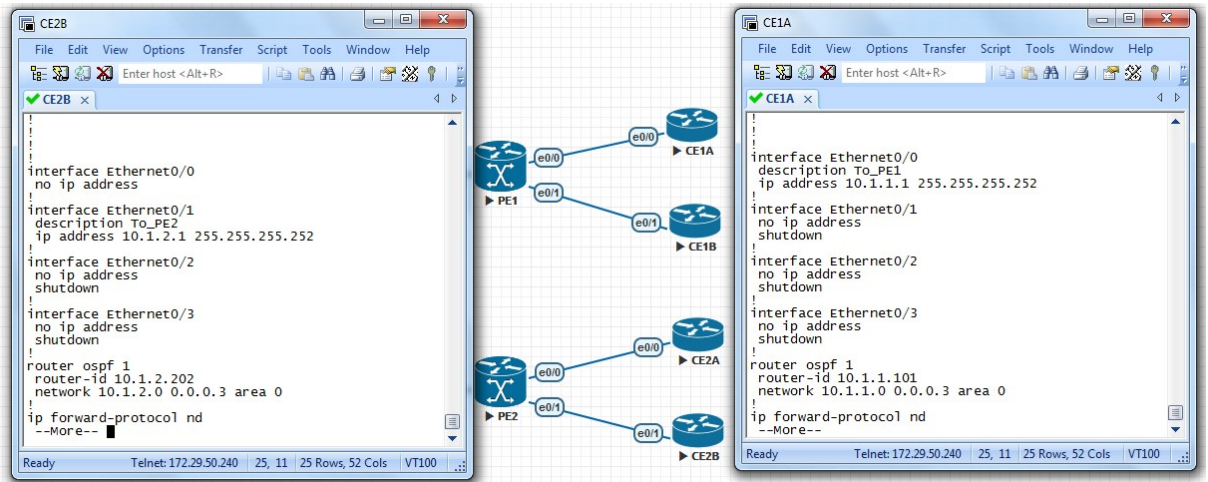 CE2B
File Edit View Options Transfer Script Tools Window Help
Enter host <Alt+R>
CE2B
!
!
!
!
interface Ethernet0/0
no ip address
!
interface Ethernet0/1
description To_PE2
ip address 10.1.2.1 255.255.255.252
!
interface Ethernet0/2
no ip address
shutdown
!
interface Ethernet0/3
no ip address
shutdown
!
router ospf 1
router-id 10.1.2.202
network 10.1.2.0 0.0.0.3 area 0
!
ip forward-protocol nd
--More--
Ready Telnet: 172.29.50.240 25, 11 25 Rows, 52 Cols VT100
e0/0
CE1A
e0/0
PE1
e0/1
e0/1
CE1B
e0/0
CE2A
e0/0
PE2
e0/1
e0/1
CE2B
CE1A
File Edit View Options Transfer Script Tools Window Help
Enter host <Alt+R>
CE1A
!
!
!
interface Ethernet0/0
description To_PE1
ip address 10.1.1.1 255.255.255.252
!
interface Ethernet0/1
no ip address
shutdown
!
interface Ethernet0/2
no ip address
shutdown
!
interface Ethernet0/3
no ip address
shutdown
!
router ospf 1
router-id 10.1.1.101
network 10.1.1.0 0.0.0.3 area 0
!
ip forward-protocol nd
--More--
Ready Telnet: 172.29.50.240 25, 11 25 Rows, 52 Cols VT100